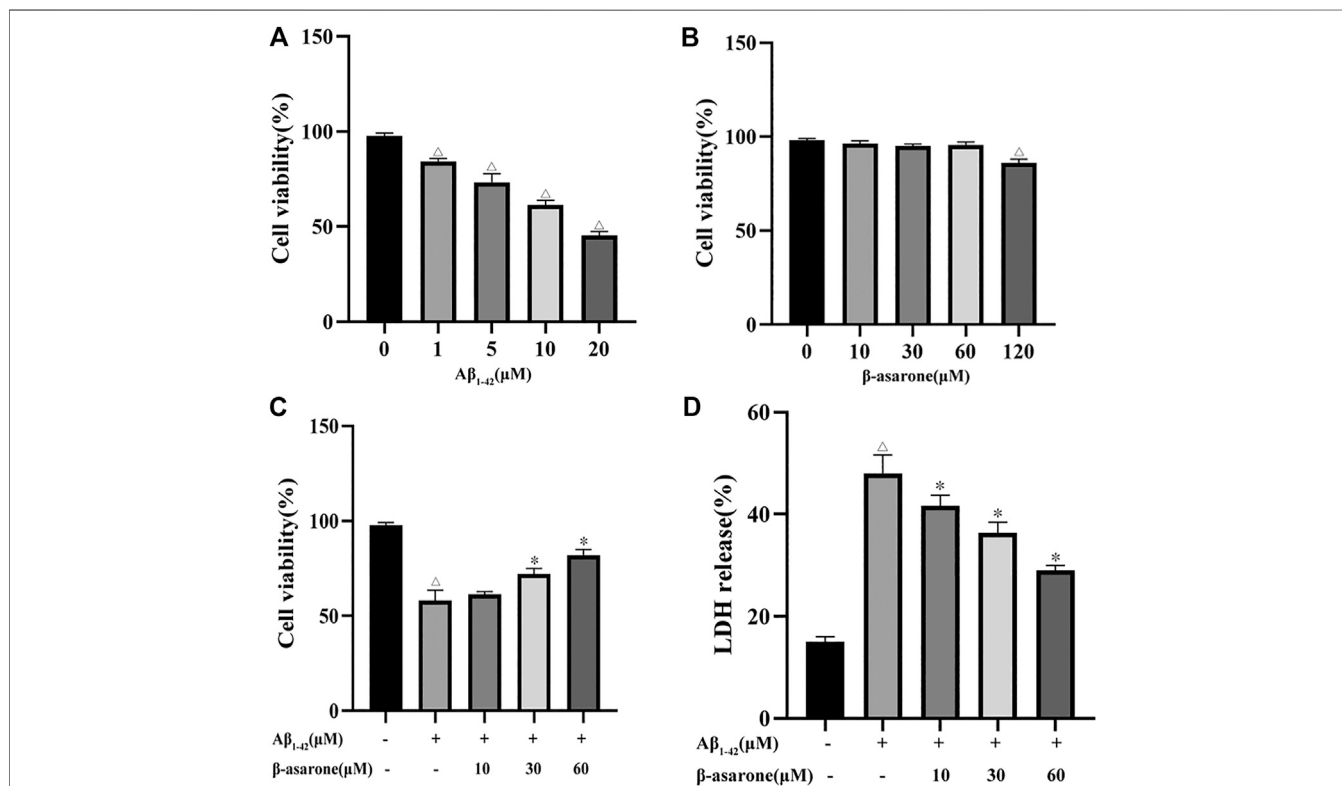 A
150
100
50
0
Cell viability(%)
△
△
△
△
0 1 5 10 20
Aβ₁₋₄₂(μM)
B
150
100
50
0
Cell viability(%)
△
0 10 30 60 120
β-asarone(μM)
C
150
100
50
0
Cell viability(%)
△
*
*
Aβ₁₋₄₂(μM) - + + + +
β-asarone(μM) - - 10 30 60
D
60
40
20
0
LDH release(%)
△
*
*
*
Aβ₁₋₄₂(μM) - + + + +
β-asarone(μM) - - 10 30 60